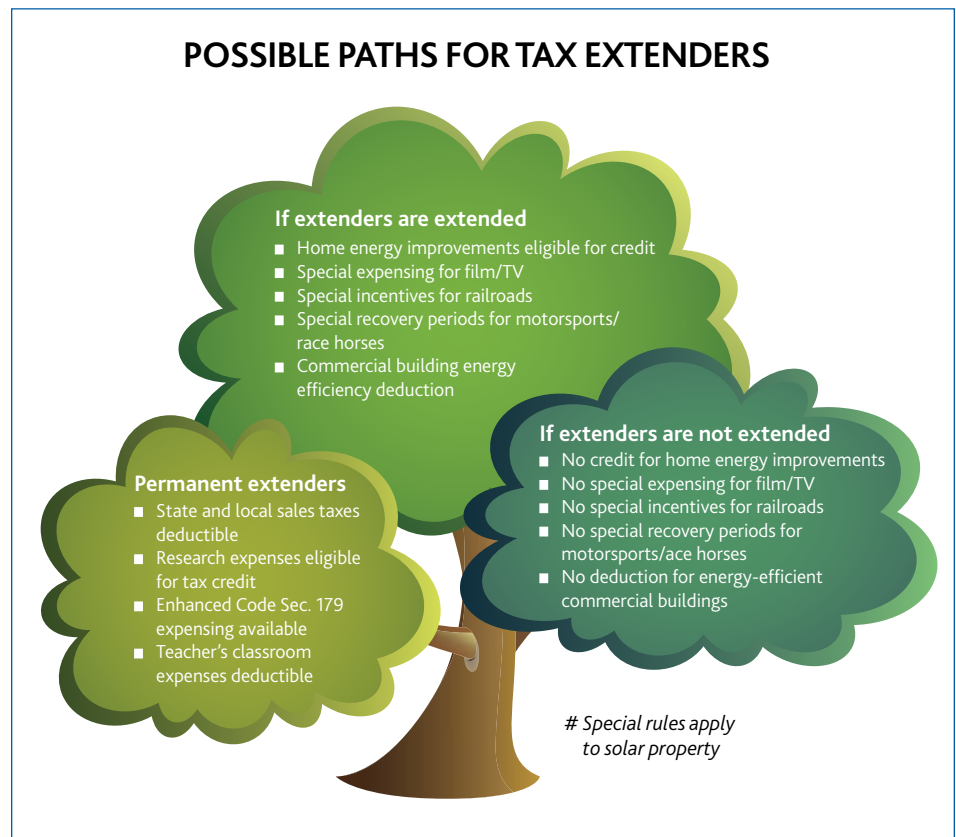 POSSIBLE PATHS FOR TAX EXTENDERS
If extenders are extended
■ Home energy improvements eligible for credit
■ Special expensing for film/TV
■ Special incentives for railroads
■ Special recovery periods for motorsports/
race horses
■ Commercial building energy
efficiency deduction
If extenders are not extended
■ No credit for home energy improvements
■ No special expensing for film/TV
■ No special incentives for railroads
■ No special recovery periods for
motorsports/ace horses
■ No deduction for energy-efficient
commercial buildings
Permanent extenders
■ State and local sales taxes
deductible
■ Research expenses eligible
for tax credit
■ Enhanced Code Sec. 179
expensing available
■ Teacher's classroom
expenses deductible
# Special rules apply
to solar property